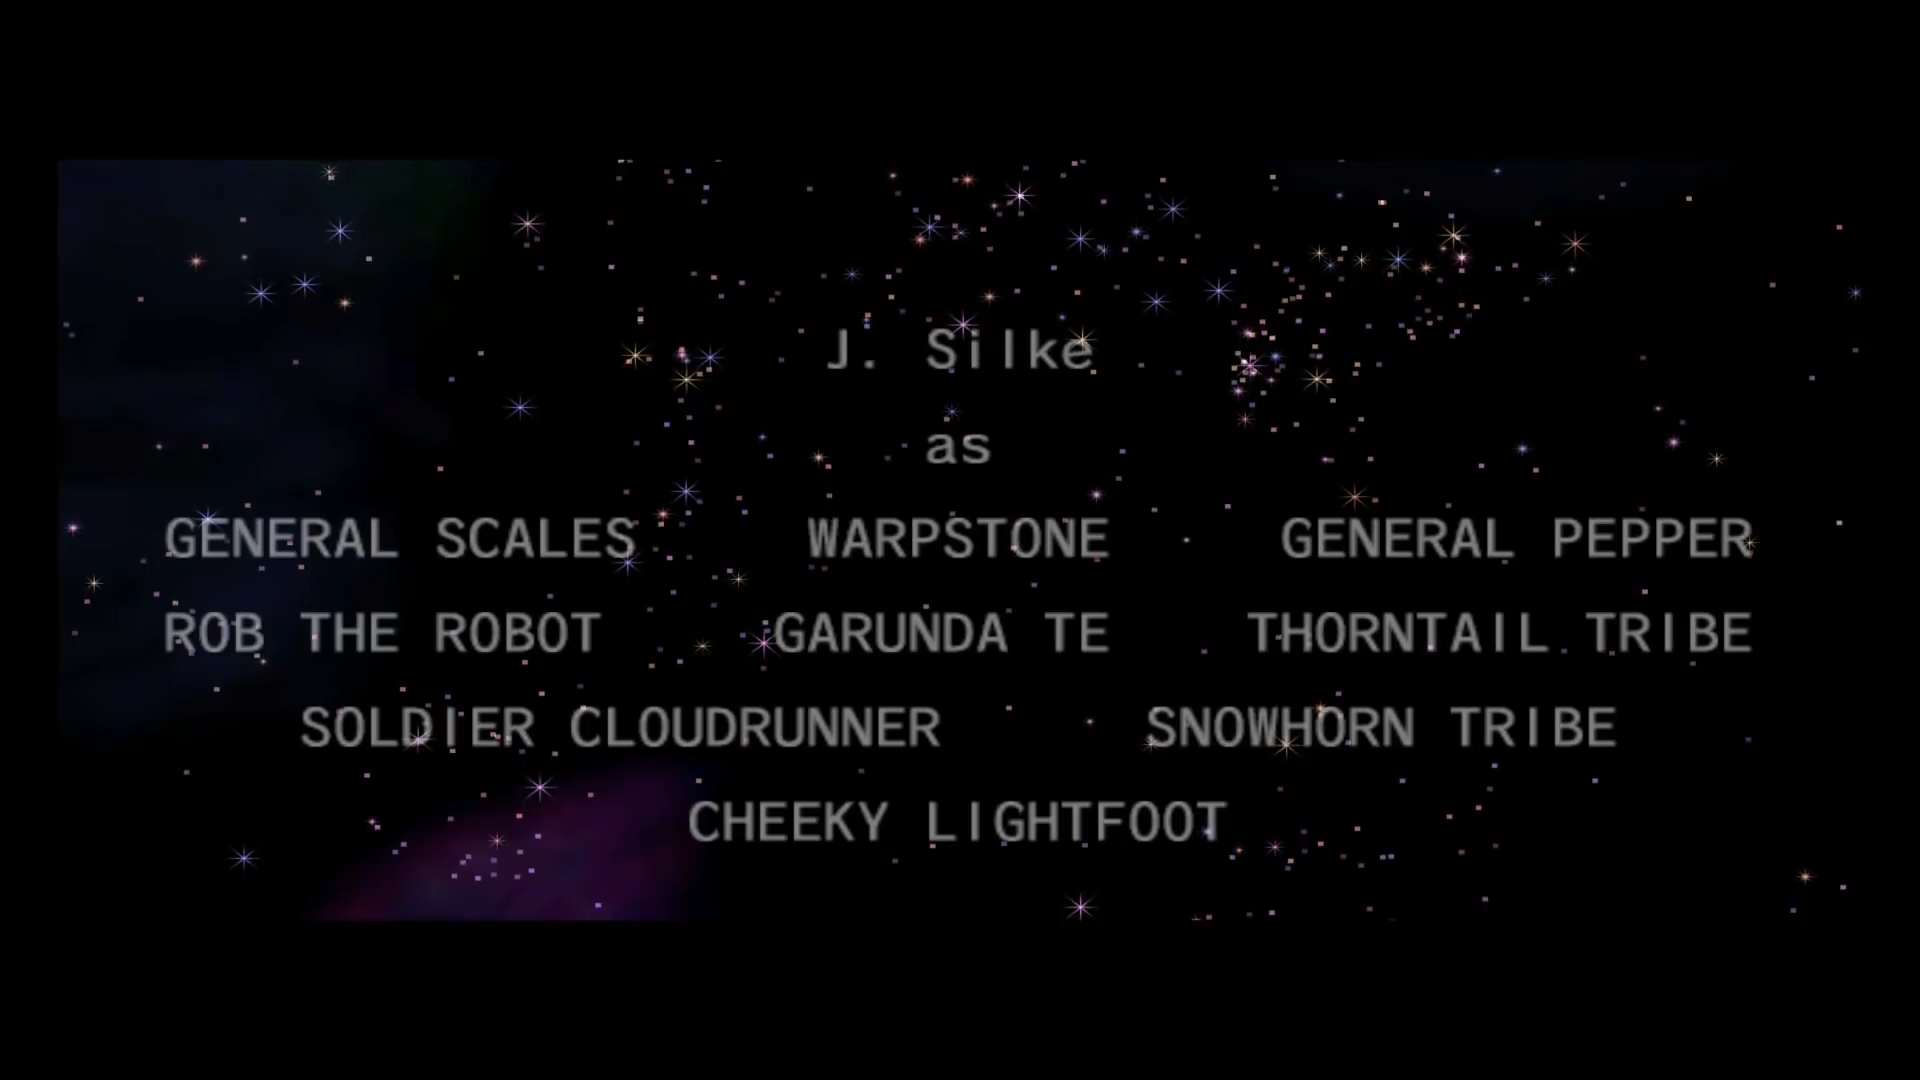 J. Silke
as
GENERAL SCALES WARPSTONE GENERAL PEPPER
ROB THE ROBOT GARUNDA TE THORNTAIL TRIBE
SOLDIER CLOUDRUNNER SNOWHORN TRIBE
CHEEKY LIGHTFOOT